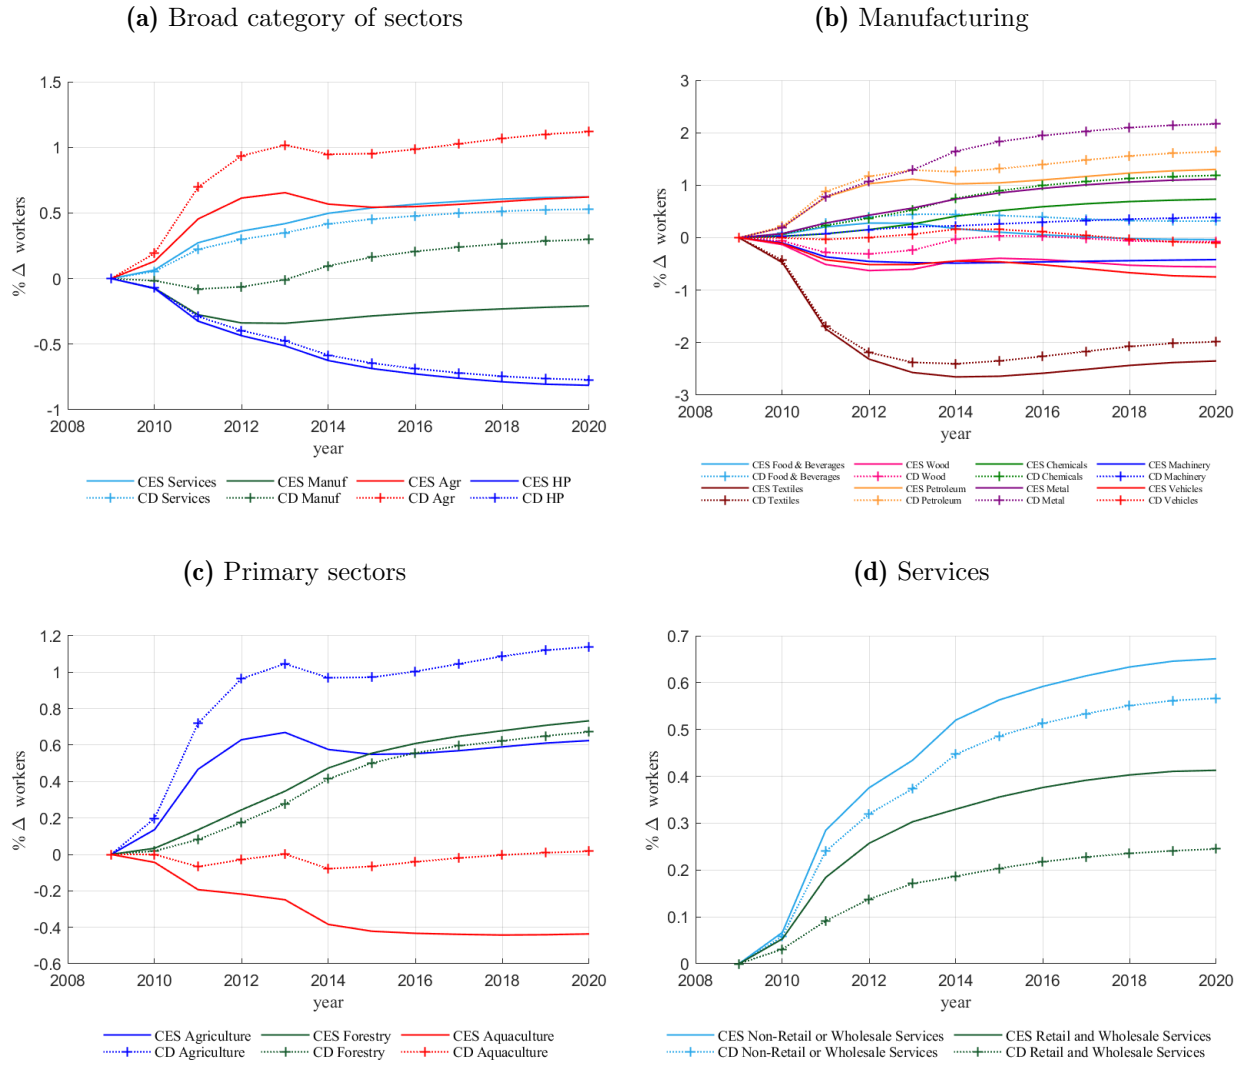 (a) Broad category of sectors
1.5
1
0.5
0
-0.5
-1
% Δ workers
2008 2010 2012 2014 2016 2018 2020
year
CES Services CES Manuf CES Agr CES HP
CD Services CD Manuf CD Agr CD HP
(b) Manufacturing
3
2
1
0
-1
-2
-3
% Δ workers
2008 2010 2012 2014 2016 2018 2020
year
CES Food & Beverages CES Wood CES Chemicals CES Machinery
CD Food & Beverages CD Wood CD Chemicals CD Machinery
CES Textiles CES Petroleum CES Metal CES Vehicles
CD Textiles CD Petroleum CD Metal CD Vehicles
(c) Primary sectors
1.2
1
0.8
0.6
0.4
0.2
0
-0.2
-0.4
-0.6
% Δ workers
2008 2010 2012 2014 2016 2018 2020
year
CES Agriculture CES Forestry CES Aquaculture
CD Agriculture CD Forestry CD Aquaculture
(d) Services
0.7
0.6
0.5
0.4
0.3
0.2
0.1
0
% Δ workers
2008 2010 2012 2014 2016 2018 2020
year
CES Non-Retail or Wholesale Services CES Retail and Wholesale Services
CD Non-Retail or Wholesale Services CD Retail and Wholesale Services